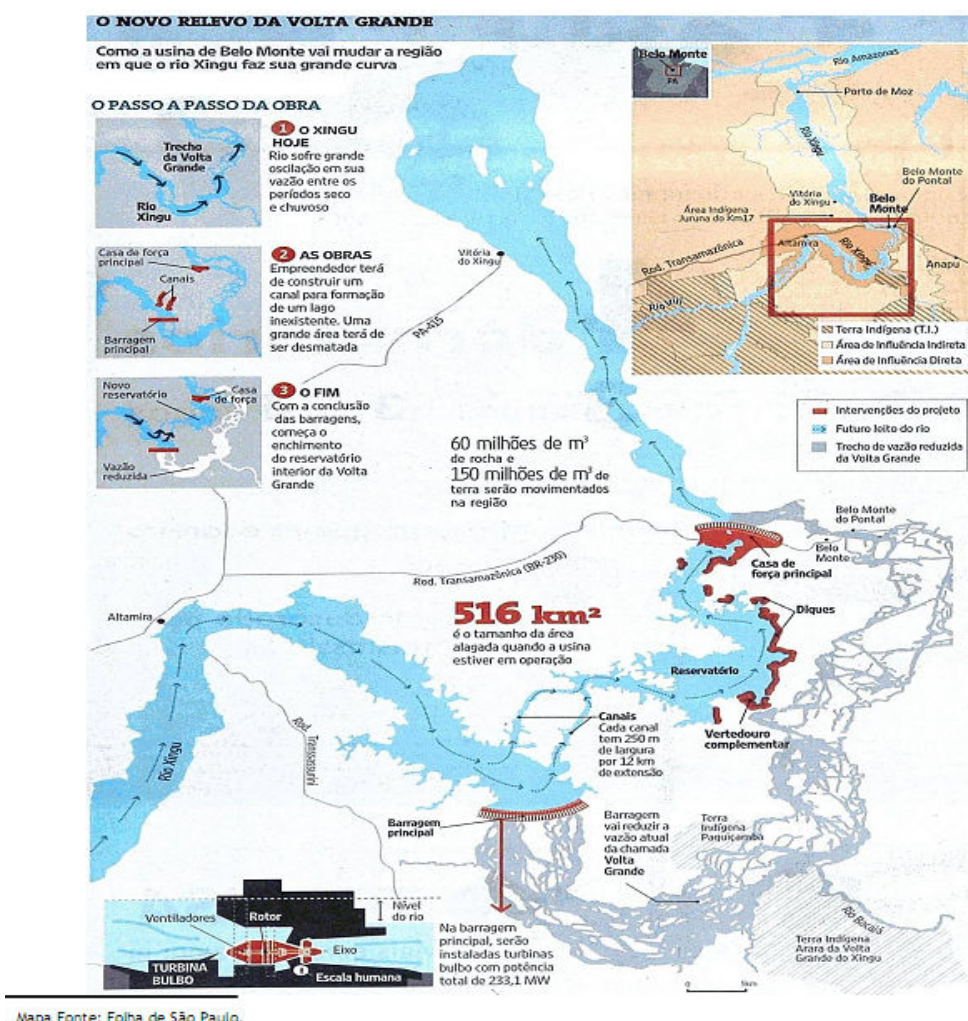 O NOVO RELEVO DA VOLTA GRANDE
Como a usina de Belo Monte vai mudar a região
em que o rio Xingu faz sua grande curva
O PASSO A PASSO DA OBRA
Trecho
da Volta
Grande
Rio
Xingu
1 O XINGU
HOJE
Rio sofre grande
oscilação em sua
vazão entre os
períodos seco
e chuvoso
Casa de força
principal
Canais
Barragem
principal
2 AS OBRAS
Empreendedor terá
de construir um
canal para formação
de um lago
inexistente. Uma
grande área terá de
ser desmatada
Novo
reservatório
Casa
de força
Vazão
reduzida
3 O FIM
Com a conclusão
das barragens,
começa o
enchimento
do reservatório
interior da Volta
Grande
Belo Monte
PA
Rio Amazonas
Porto de Moz
Rio Xingu
Belo Monte
do Pontal
Vitória
do Xingu
Belo
Monte
Área Indígena
Juruna do Km17
Altamira
Rio Xingu
Rod. Transamazônica
Anapu
Rio Iriri
Terra Indígena (T.I.)
Área de Influência Indireta
Área de Influência Direta
Intervenções do projeto
Futuro leito do rio
Trecho de vazão reduzida
da Volta Grande
Vitória
do Xingu
PA-415
60 milhões de m³
de rocha e
150 milhões de m³ de
terra serão movimentados
na região
Belo Monte
do Pontal
Belo
Monte
Casa de
força principal
Rod. Transamazônica (BR-230)
Altamira
516 km²
é o tamanho da área
alagada quando a usina
estiver em operação
Diques
Reservatório
Canais
Cada canal
tem 250 m
de largura
por 12 km
de extensão
Vertedouro
complementar
Rio Xingu
Rod. Transassurini
Barragem
principal
Barragem
vai reduzir a
vazão atual
da chamada
Volta
Grande
Terra
Indígena
Paquiçamba
Rio Bacajá
Terra Indígena
Arara da Volta
Grande do Xingu
Ventiladores
Rotor
Nível
do rio
Eixo
TURBINA
BULBO
Escala humana
Na barragem
principal, serão
instaladas turbinas
bulbo com potência
total de 233,1 MW
0 5km
Mapa Fonte: Folha de São Paulo.